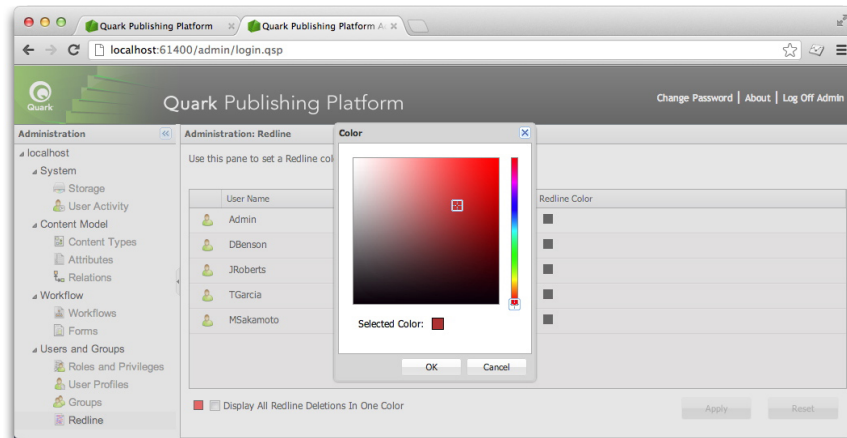 Quark Publishing Platform
Quark Publishing Platform A
localhost:61400/admin/login.qsp
Quark
Quark Publishing Platform
Change Password | About | Log Off Admin
Administration
localhost
System
Storage
User Activity
Content Model
Content Types
Attributes
Relations
Workflow
Workflows
Forms
Users and Groups
Roles and Privileges
User Profiles
Groups
Redline
Administration: Redline
Use this pane to set a Redline col
User Name
Redline Color
Admin
DBenson
JRoberts
TGarcia
MSakamoto
Color
Selected Color:
OK
Cancel
Display All Redline Deletions In One Color
Apply
Reset